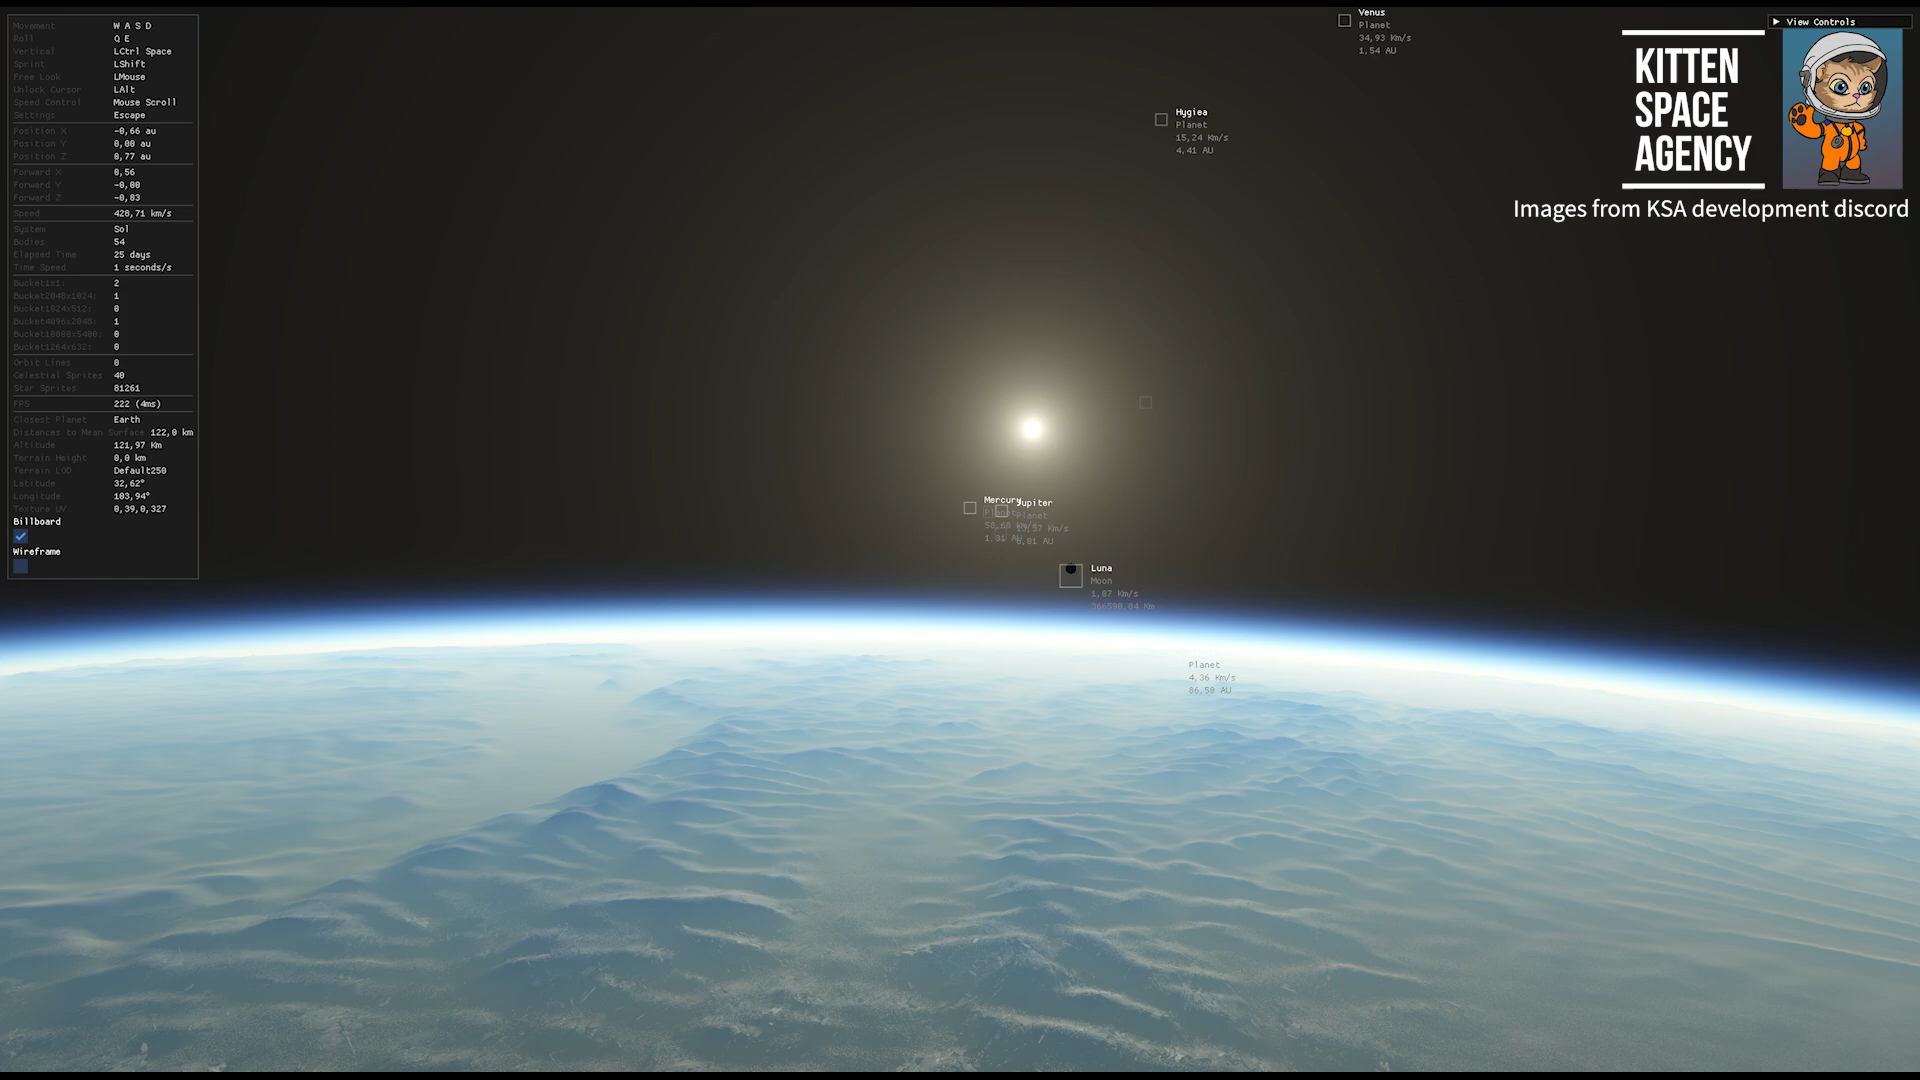 Movement W A S D
Roll Q E
Vertical LCtrl Space
Sprint LShift
Free Look LMouse
Unlock Cursor LAlt
Speed Control Mouse Scroll
Settings Escape
Position X -0,66 au
Position Y 0,00 au
Position Z 0,77 au
Forward X 0,56
Forward Y -0,00
Forward Z -0,83
Speed 428,71 km/s
System Sol
Bodies 54
Elapsed Time 25 days
Time Speed 1 seconds/s
Bucket1x1: 2
Bucket2048x1024: 1
Bucket1024x512: 0
Bucket4096x2048: 1
Bucket10800x5400: 0
Bucket1264x632: 0
Orbit Lines 0
Celestial Sprites 40
Star Sprites 81261
FPS 222 (4ms)
Closest Planet Earth
Distances to Mean Surface 122,0 km
Altitude 121,97 Km
Terrain Height 0,0 km
Terrain LOD Default250
Latitude 32,62°
Longitude 103,94°
Texture UV 0,39,0,327
Billboard
Wireframe
Venus
Planet
34,93 Km/s
1,54 AU
Hygiea
Planet
15,24 Km/s
4,41 AU
Mercury
Planet
1,31 AU
Jupiter
Planet
Luna
Moon
1,07 Km/s
Planet
4,36 Km/s
86,50 AU
View Controls
KITTEN
SPACE
AGENCY
Images from KSA development discord